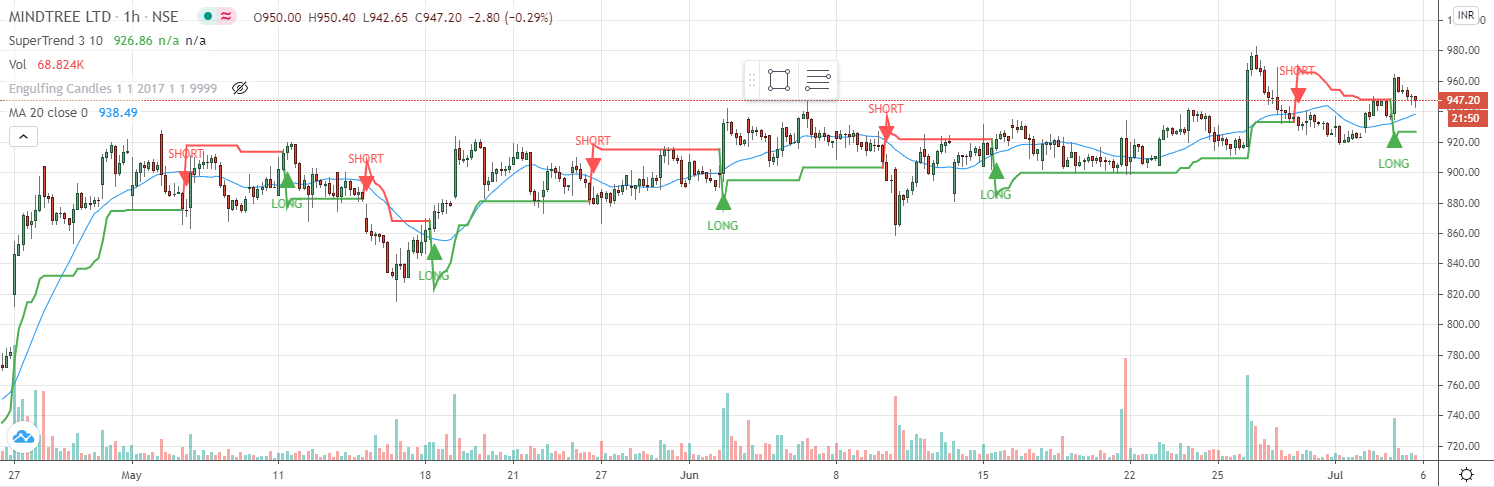 MINDTREE LTD · 1h · NSE O950.00 H950.40 L942.65 C947.20 −2.80 (−0.29%)
SuperTrend 3 10 926.86 n/a n/a
Vol 68.824K
Engulfing Candles 1 1 2017 1 1 9999
MA 20 close 0 938.49
INR
980.00
960.00
947.20
21:50
920.00
900.00
880.00
860.00
840.00
820.00
800.00
780.00
760.00
740.00
720.00
SHORT
LONG
SHORT
LONG
SHORT
LONG
SHORT
LONG
SHORT
LONG
27 May 11 18 21 27 Jun 8 15 22 25 Jul 6